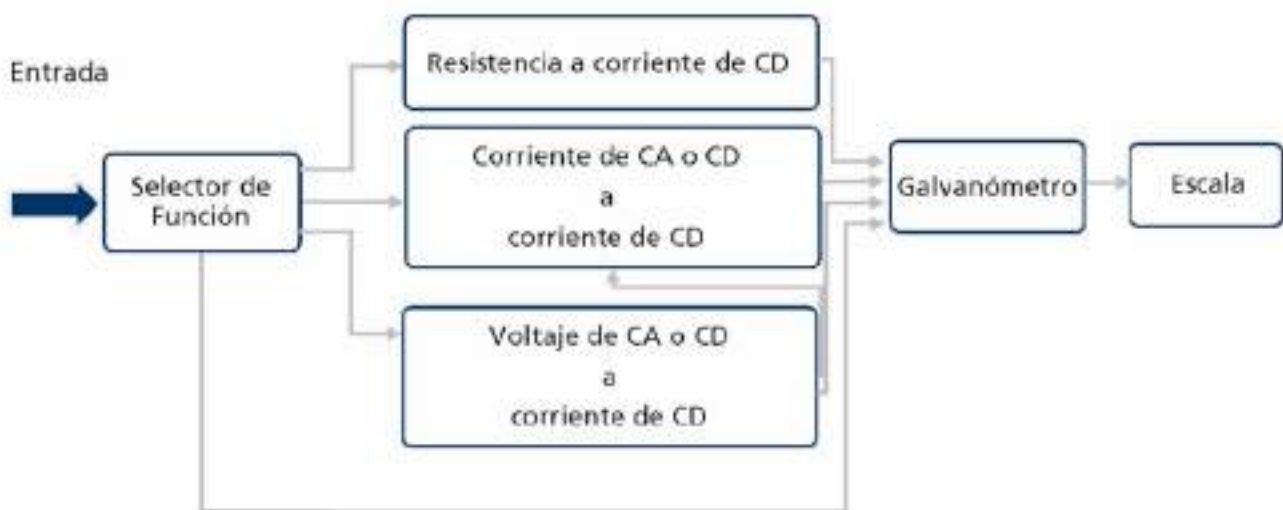 Entrada
Selector de
Función
Resistencia a corriente de CD
Corriente de CA o CD
a
corriente de CD
Voltaje de CA o CD
a
corriente de CD
Galvanómetro
Escala